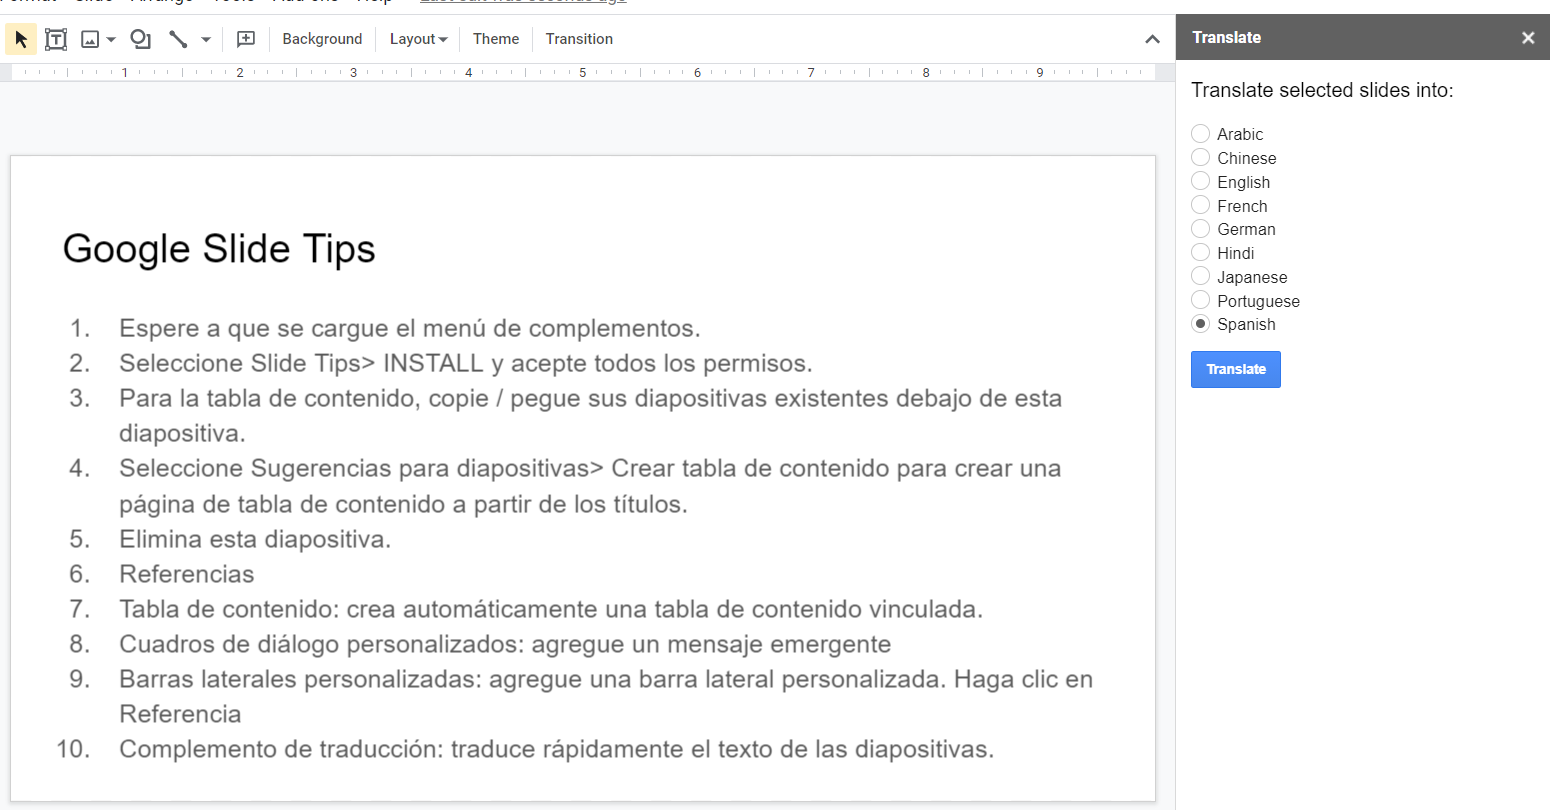 Background Layout Theme Transition
1 2 3 4 5 6 7 8 9
Google Slide Tips
1. Espere a que se cargue el menú de complementos.
2. Seleccione Slide Tips> INSTALL y acepte todos los permisos.
3. Para la tabla de contenido, copie / pegue sus diapositivas existentes debajo de esta
diapositiva.
4. Seleccione Sugerencias para diapositivas> Crear tabla de contenido para crear una
página de tabla de contenido a partir de los títulos.
5. Elimina esta diapositiva.
6. Referencias
7. Tabla de contenido: crea automáticamente una tabla de contenido vinculada.
8. Cuadros de diálogo personalizados: agregue un mensaje emergente
9. Barras laterales personalizadas: agregue una barra lateral personalizada. Haga clic en
Referencia
10. Complemento de traducción: traduce rápidamente el texto de las diapositivas.
Translate
Translate selected slides into:
Arabic
Chinese
English
French
German
Hindi
Japanese
Portuguese
Spanish
Translate